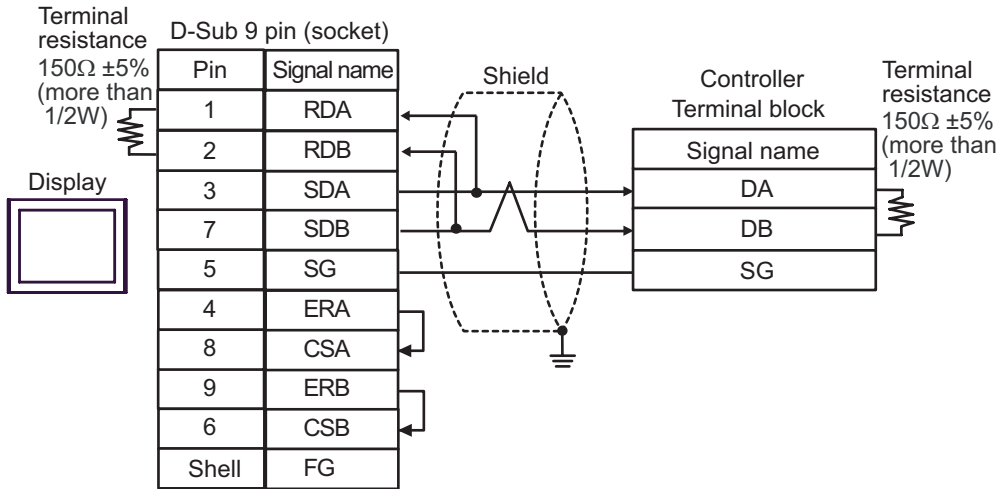 Terminal
resistance
150Ω ±5%
(more than
1/2W)
Display
D-Sub 9 pin (socket)
Pin Signal name
1 RDA
2 RDB
3 SDA
7 SDB
5 SG
4 ERA
8 CSA
9 ERB
6 CSB
Shell FG
Shield
Controller
Terminal block
Signal name
DA
DB
SG
Terminal
resistance
150Ω ±5%
(more than
1/2W)